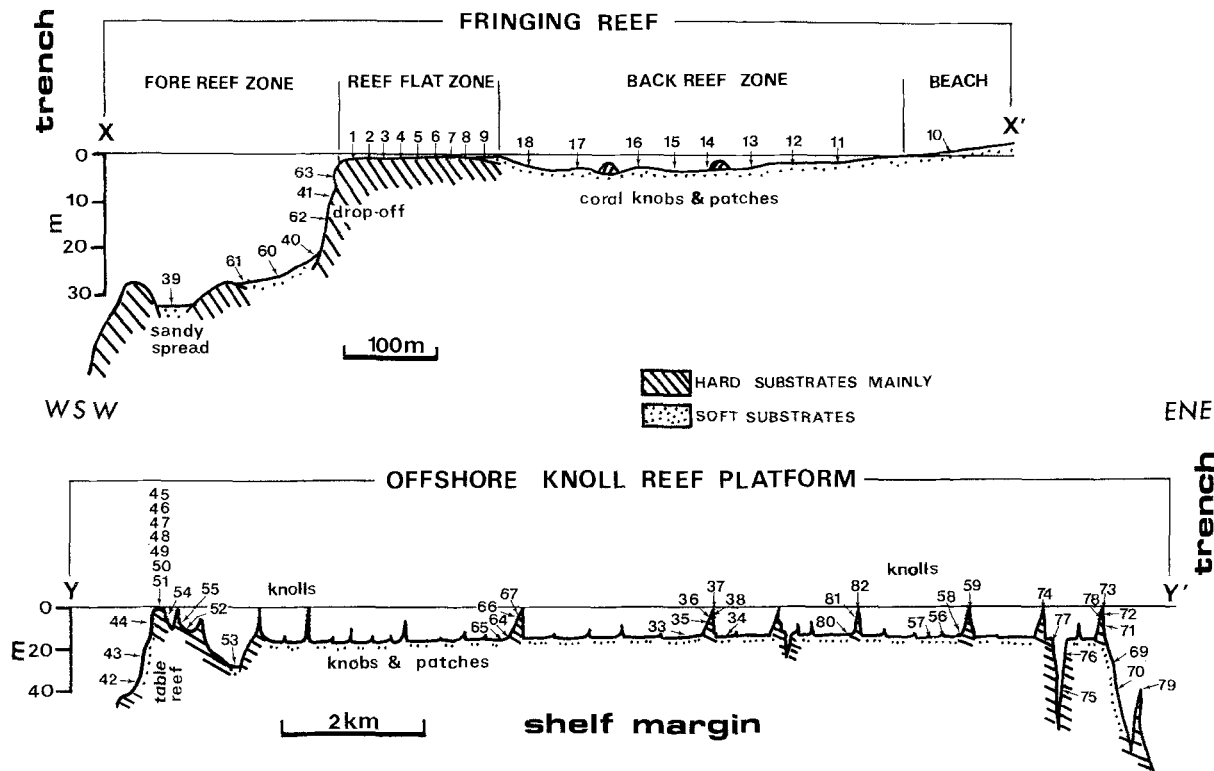 FRINGING REEF
trench
FORE REEF ZONE
REEF FLAT ZONE
BACK REEF ZONE
BEACH
X
X'
1 2 3 4 5 6 7 8 9
18 17 16 15 14 13 12 11
10
0
10
20
30
m
63
41
62
40
60
61
39
drop-off
coral knobs & patches
sandy
spread
100m
HARD SUBSTRATES MAINLY
SOFT SUBSTRATES
WSW
ENE
OFFSHORE KNOLL REEF PLATFORM
trench
45
46
47
48
49
50
51
Y
Y'
54
55
52
53
knolls
knolls
0
20
40
m
44
43
42
table
reef
knobs & patches
67
66
64
65
37
36
38
35
33
34
82
81
80
59
58
57
56
74
77
76
75
73
78
72
71
69
70
79
2km
shelf margin